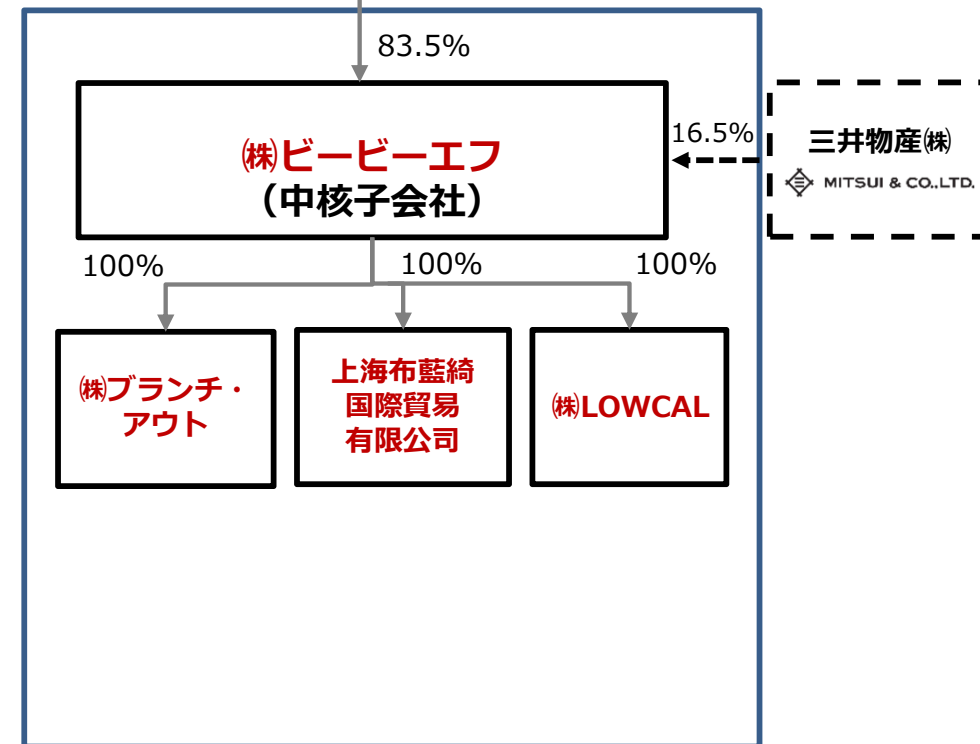 83.5%
㈱ビービーエフ
（中核子会社）
16.5%
三井物産㈱
MITSUI & CO.,LTD.
100%
100%
100%
㈱ブランチ・
アウト
上海布藍綺
国際貿易
有限公司
㈱LOWCAL